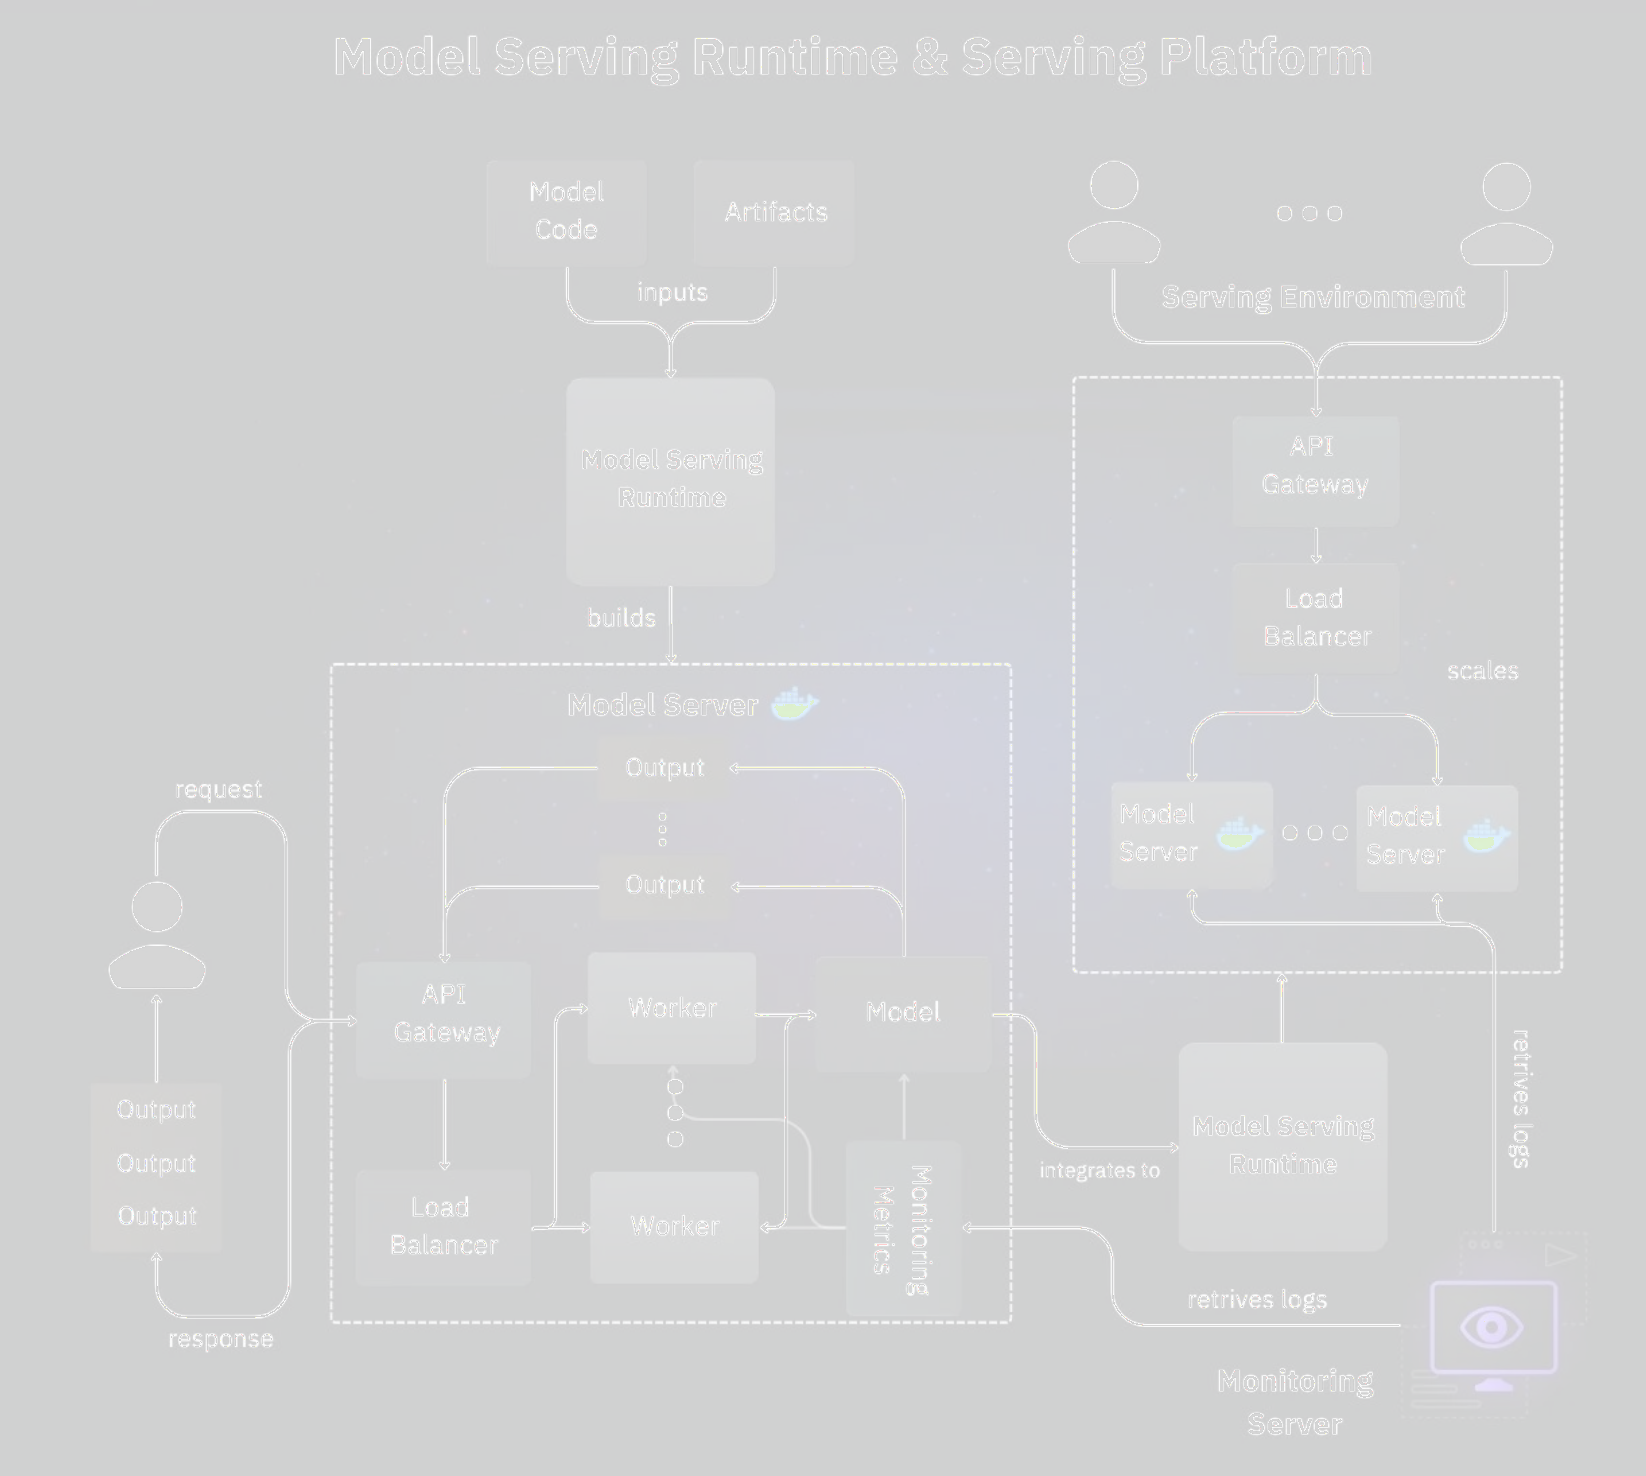 Model Serving Runtime & Serving Platform
Model
Code
Artifacts
inputs
Serving Environment
Model Serving
Runtime
builds
API
Gateway
Load
Balancer
scales
Model
Server
Model
Server
Model Server
Output
Output
request
API
Gateway
Worker
Model
Load
Balancer
Worker
Monitoring
Metrics
Output
Output
Output
response
integrates to
Model Serving
Runtime
retrives logs
retrives logs
Monitoring
Server